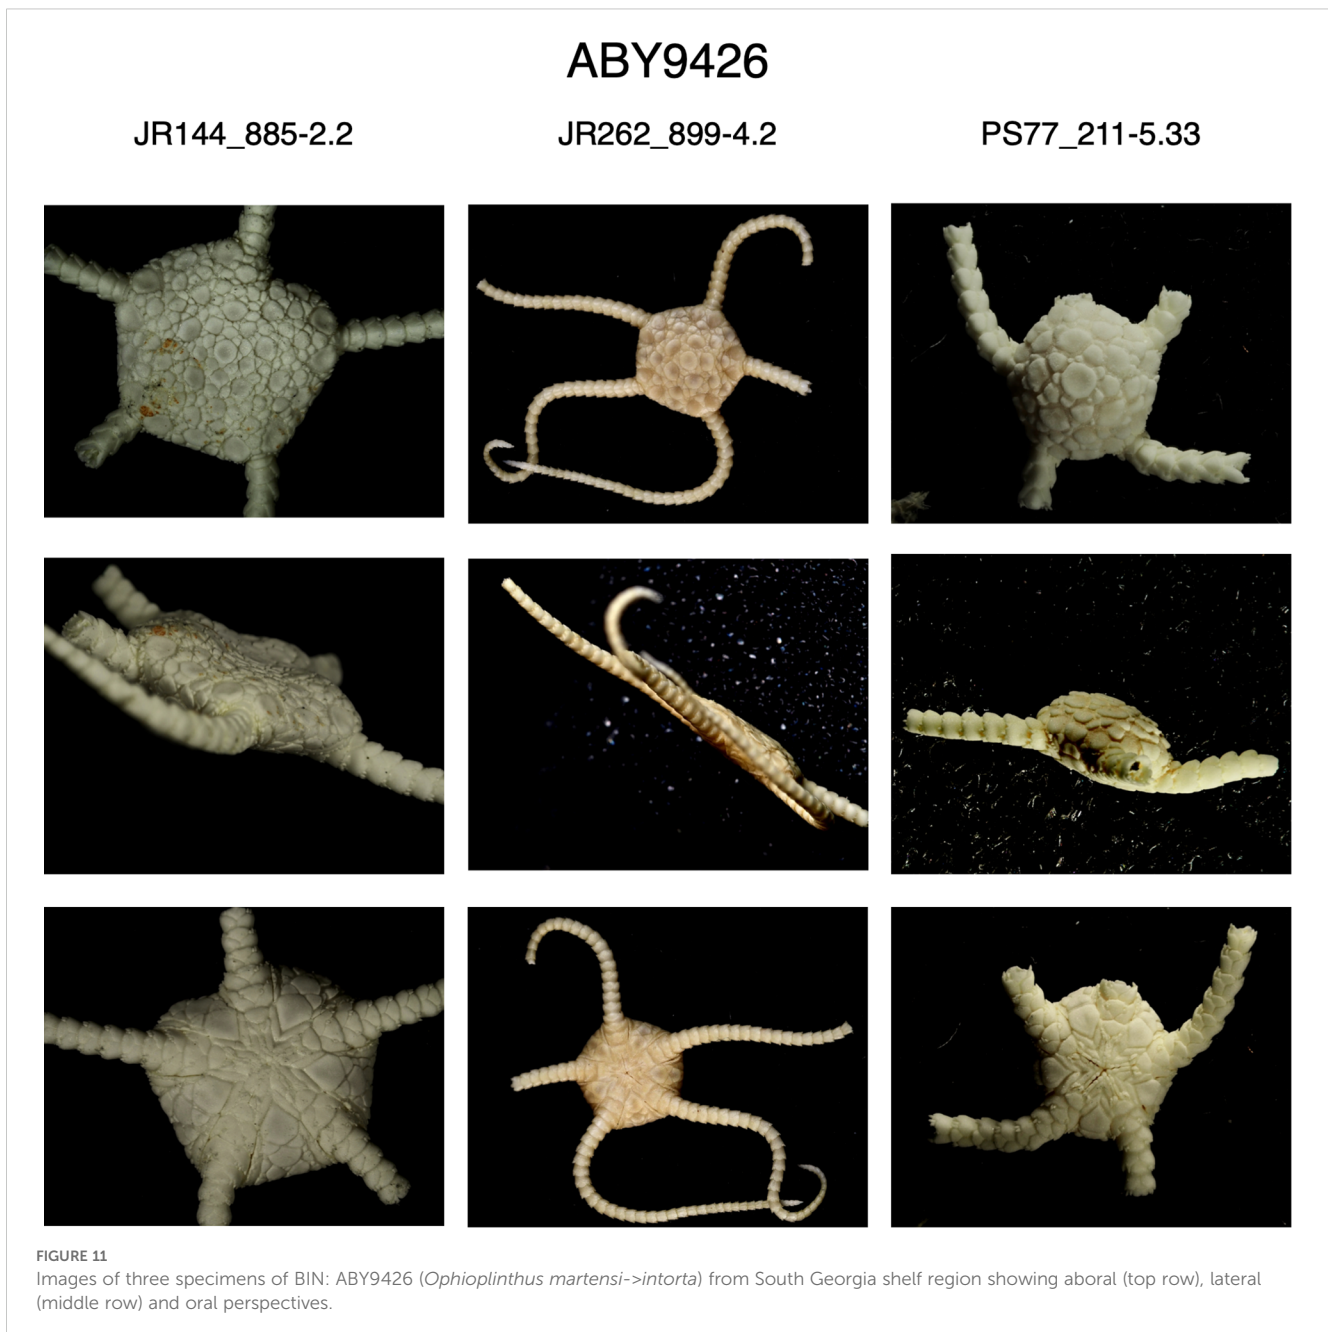 ABY9426
JR144_885-2.2
JR262_899-4.2
PS77_211-5.33
FIGURE 11
Images of three specimens of BIN: ABY9426 (Ophioplinthus martensi->intorta) from South Georgia shelf region showing aboral (top row), lateral
(middle row) and oral perspectives.